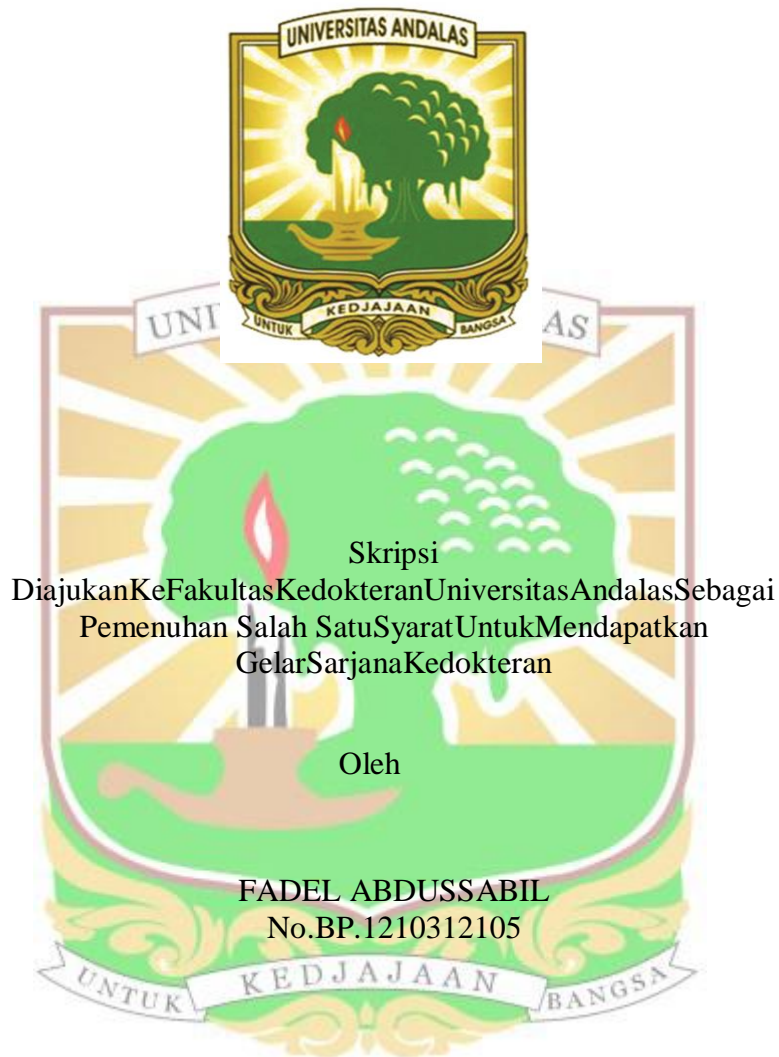 UNIVERSITAS ANDALAS
UNTUK KEDJAJAAN BANGSA
UNI AS
Skripsi
DiajukanKeFakultasKedokteranUniversitasAndalasSebagai
Pemenuhan Salah SatuSyaratUntukMendapatkan
GelarSarjanaKedokteran
Oleh
FADEL ABDUSSABIL
No.BP.1210312105
UNTUK KEDJAJAAN BANGSA